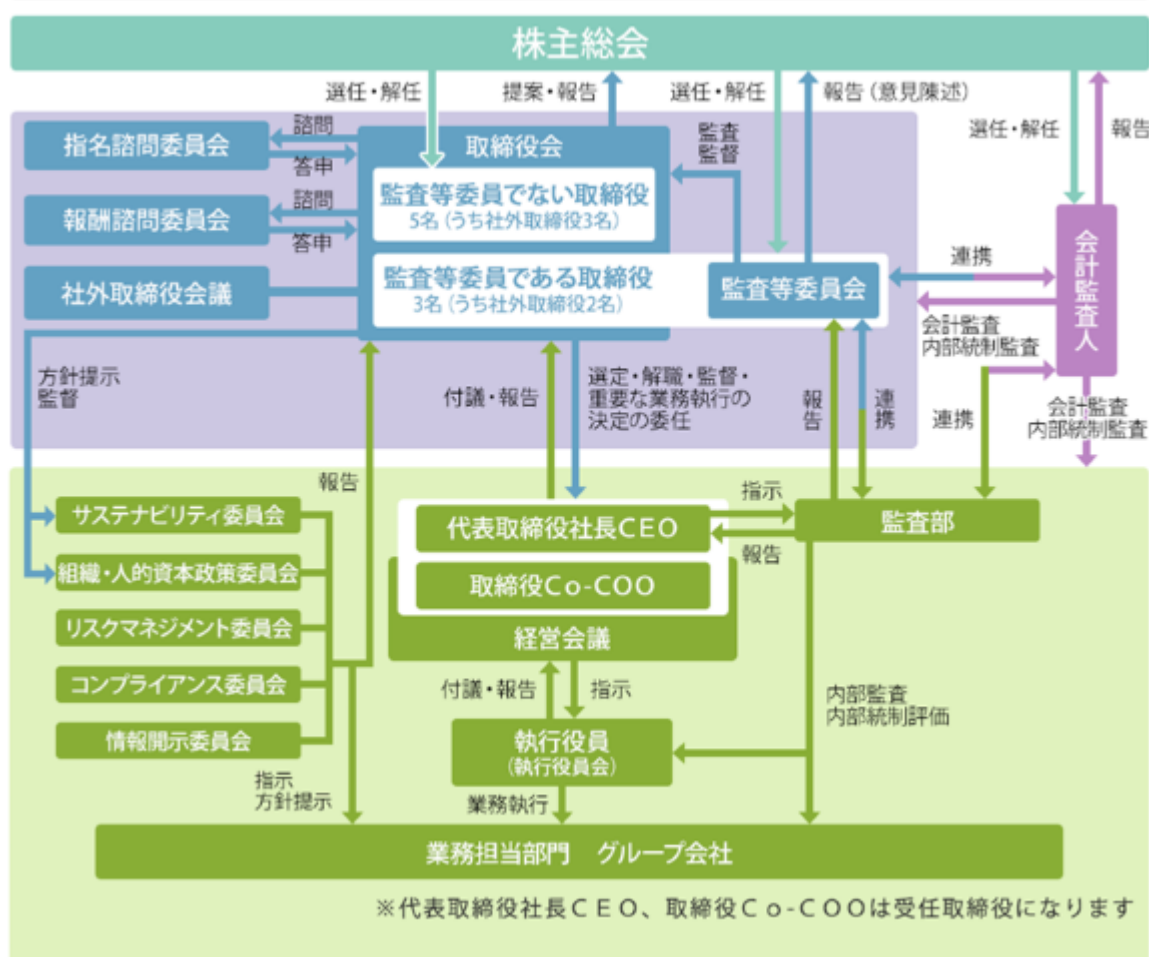 株主総会
選任・解任
提案・報告
選任・解任
報告(意見陳述)
選任・解任
報告
指名諮問委員会
諮問
答申
取締役会
監査
監督
監査等委員でない取締役
5名(うち社外取締役3名)
報酬諮問委員会
諮問
答申
社外取締役会議
監査等委員である取締役
3名(うち社外取締役2名)
監査等委員会
連携
会計監査人
会計監査
内部統制監査
方針提示
監督
付議・報告
選定・解職・監督・
重要な業務執行の
決定の委任
報告
連携
連携
会計監査
内部統制監査
報告
サステナビリティ委員会
組織・人的資本政策委員会
リスクマネジメント委員会
コンプライアンス委員会
情報開示委員会
代表取締役社長CEO
取締役Co-COO
経営会議
指示
報告
監査部
付議・報告
指示
内部監査
内部統制評価
執行役員
(執行役員会)
指示
方針提示
業務執行
業務担当部門 グループ会社
※代表取締役社長CEO、取締役Co-COOは受任取締役になります